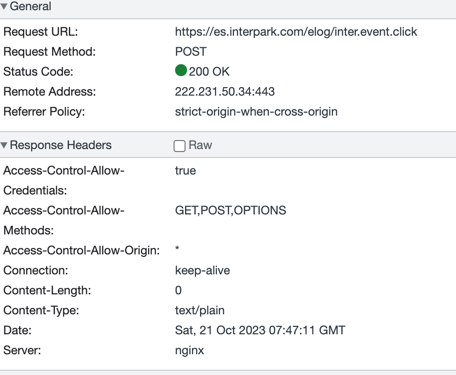 General
Request URL: https://es.interpark.com/elog/inter.event.click
Request Method: POST
Status Code: 200 OK
Remote Address: 222.231.50.34:443
Referrer Policy: strict-origin-when-cross-origin
Response Headers Raw
Access-Control-Allow- true
Credentials:
Access-Control-Allow- GET,POST,OPTIONS
Methods:
Access-Control-Allow-Origin: *
Connection: keep-alive
Content-Length: 0
Content-Type: text/plain
Date: Sat, 21 Oct 2023 07:47:11 GMT
Server: nginx